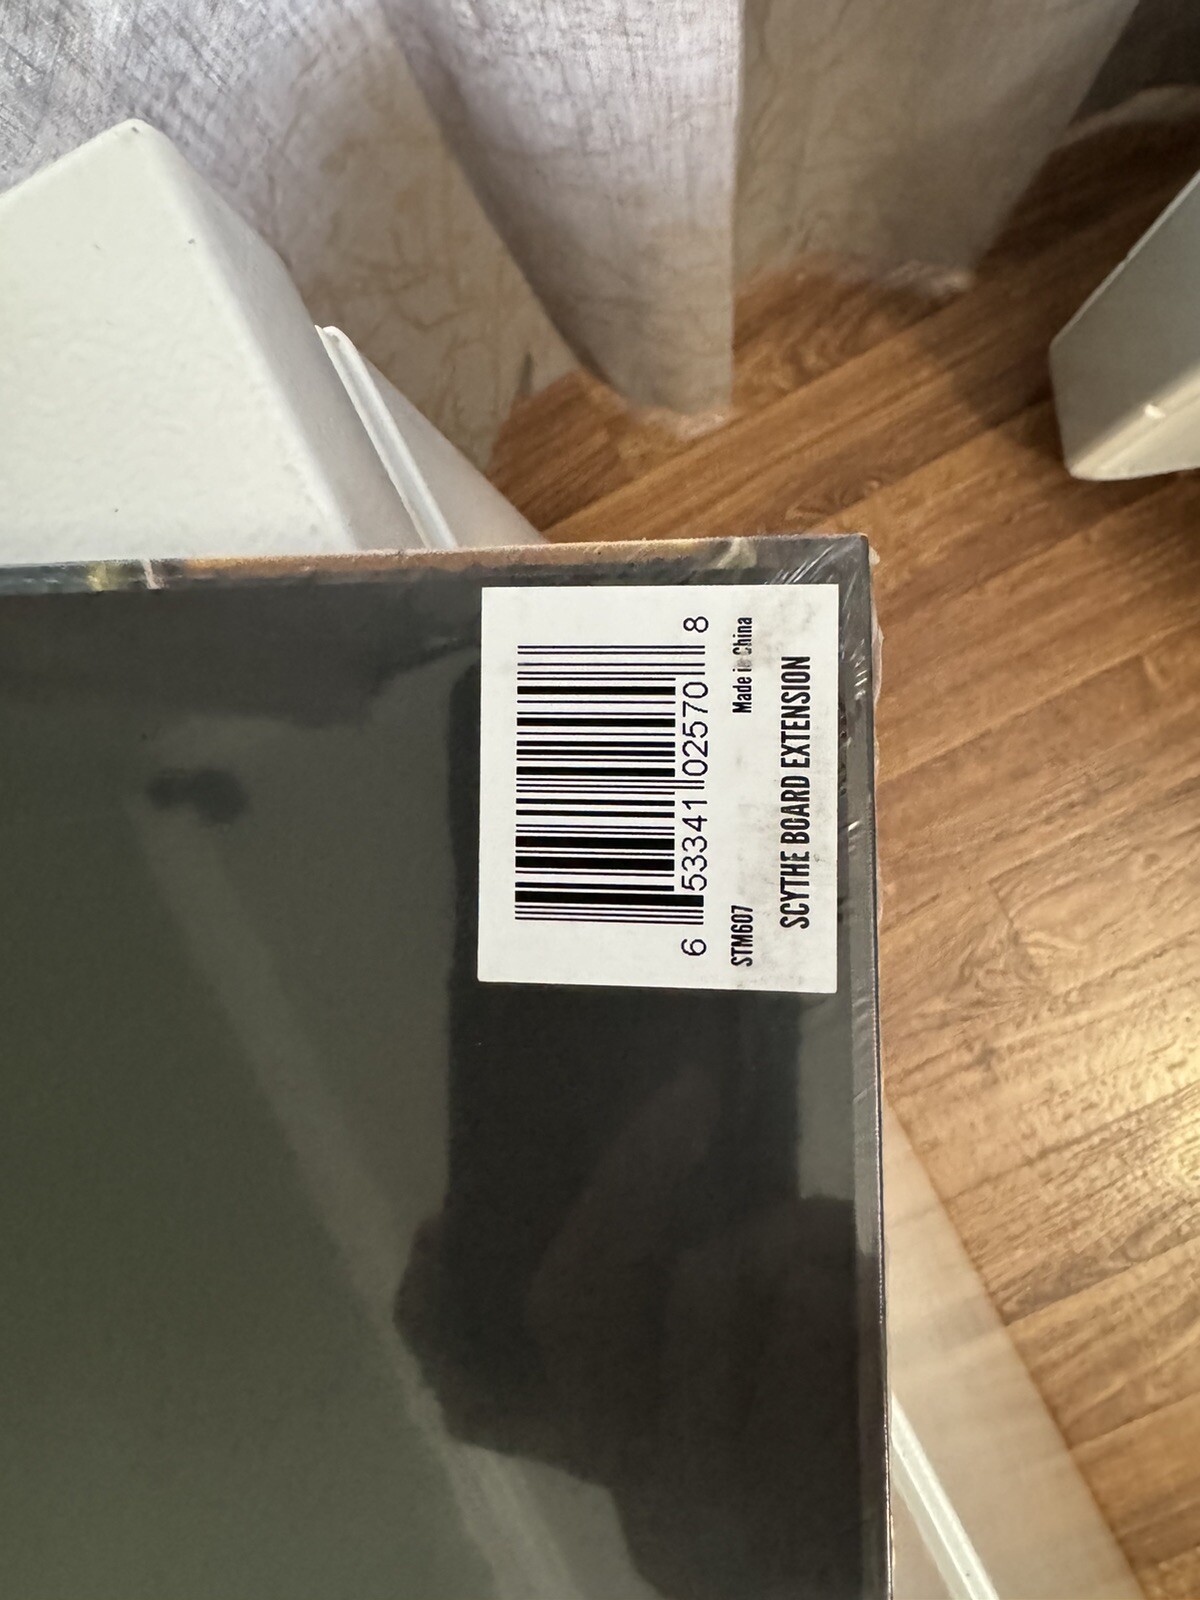 6 53341 02570 8
STM607 Made in China
SCYTHE BOARD EXTENSION